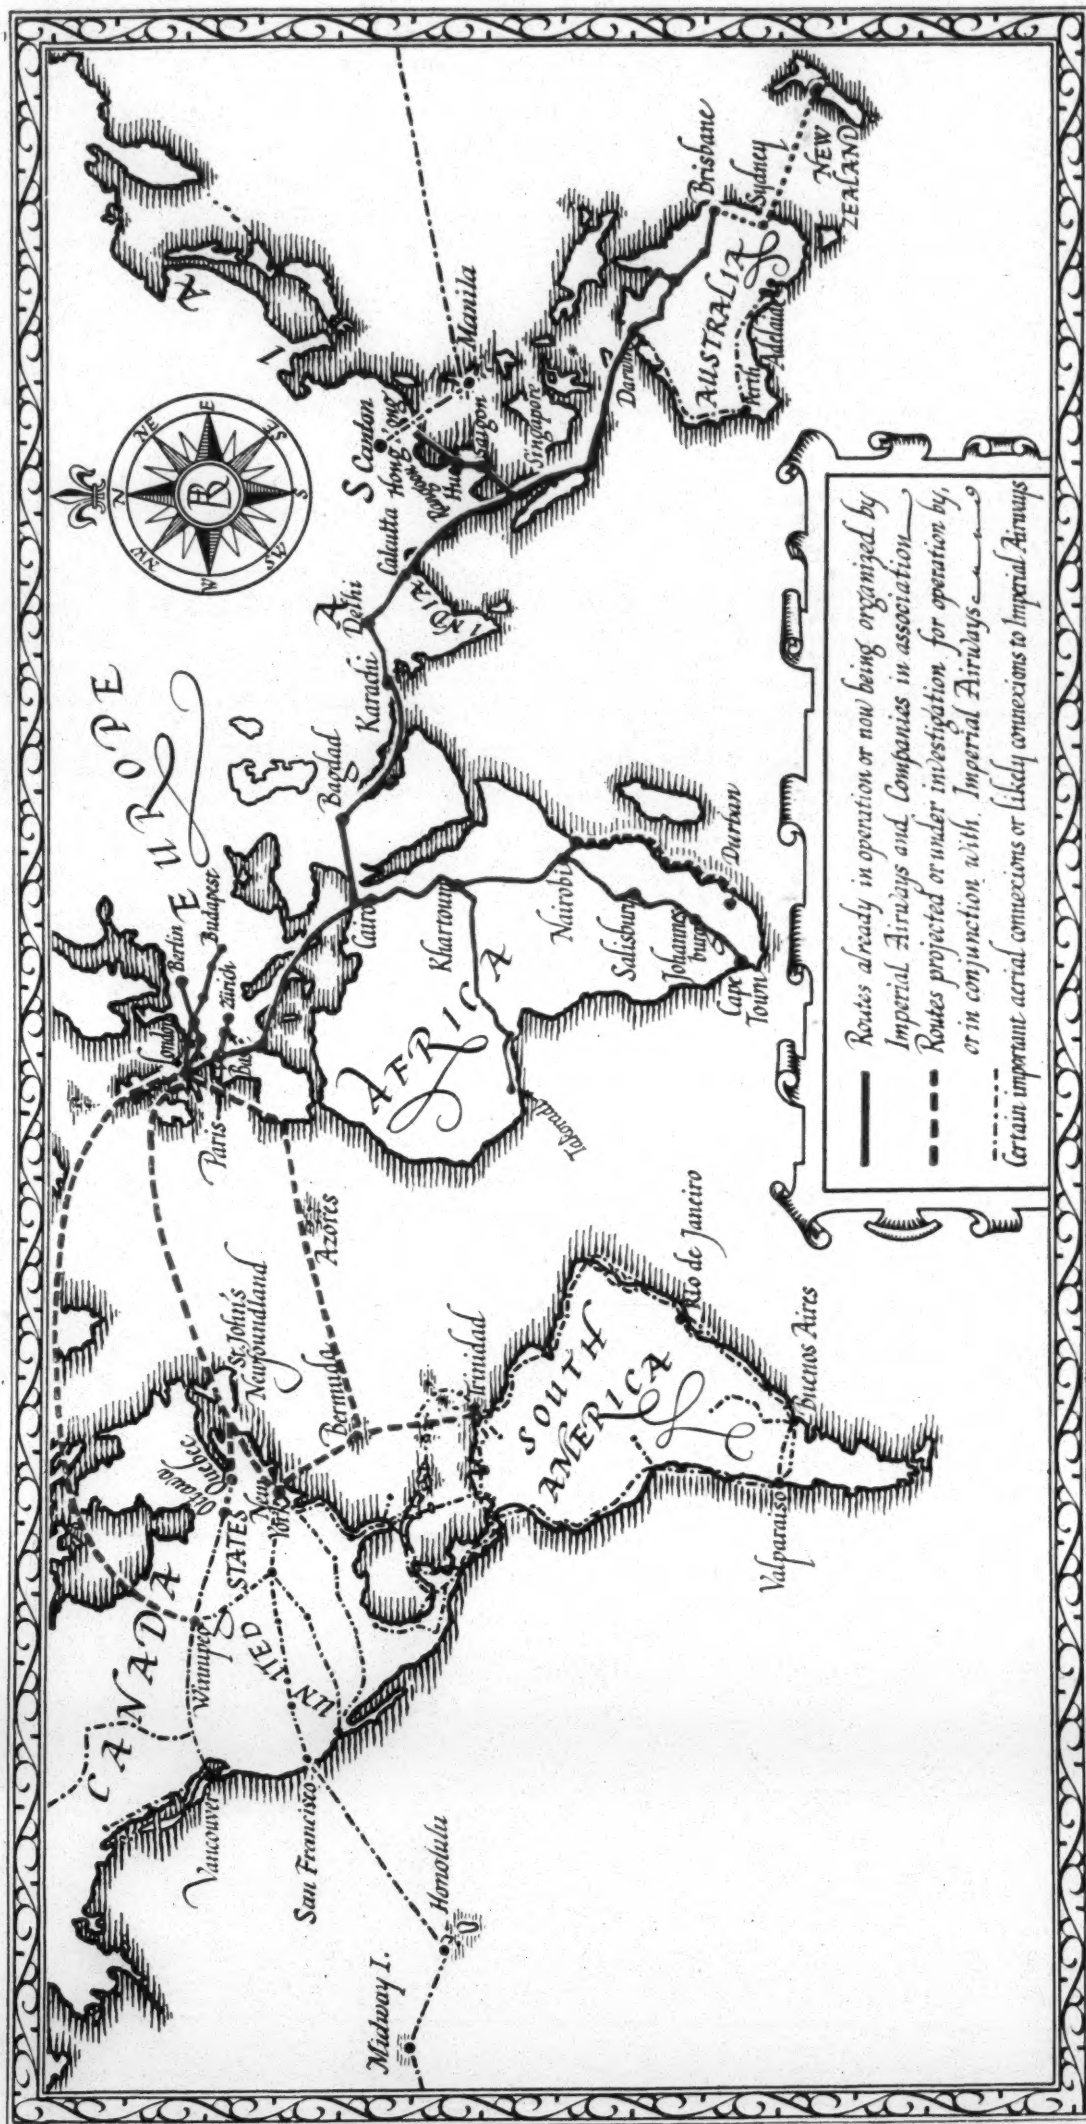 CANADA
EUROPE
ASIA
UNITED STATES
INDIA
AFRICA
SOUTH
AMERICA
AUSTRALIA
NEW
ZEALAND
N
NE
E
SE
S
SW
W
NW
Vancouver
Winnipeg
Ottawa
Quebec
St. John's
Newfoundland
New
York
San Francisco
Midway I.
Honolulu
Bermuda
Azores
Trinidad
Rio de Janeiro
Buenos Aires
Valparaiso
London
Paris
Berlin
Budapest
Zürich
Cairo
Bagdad
Karachi
Delhi
Calcutta
Canton
Hong Kong
Rangoon
Hué
Saigon
Manila
Singapore
Khartoum
Takoradi
Nairobi
Salisbury
Johannes
burg
Cape
Town
Durban
Darwin
Brisbane
Sydney
Adelaide
Perth
Routes already in operation or now being organized by
Imperial Airways and Companies in association
Routes projected or under investigation for operation by,
or in conjunction with, Imperial Airways
Certain important aerial connexions or likely connexions to Imperial Airways